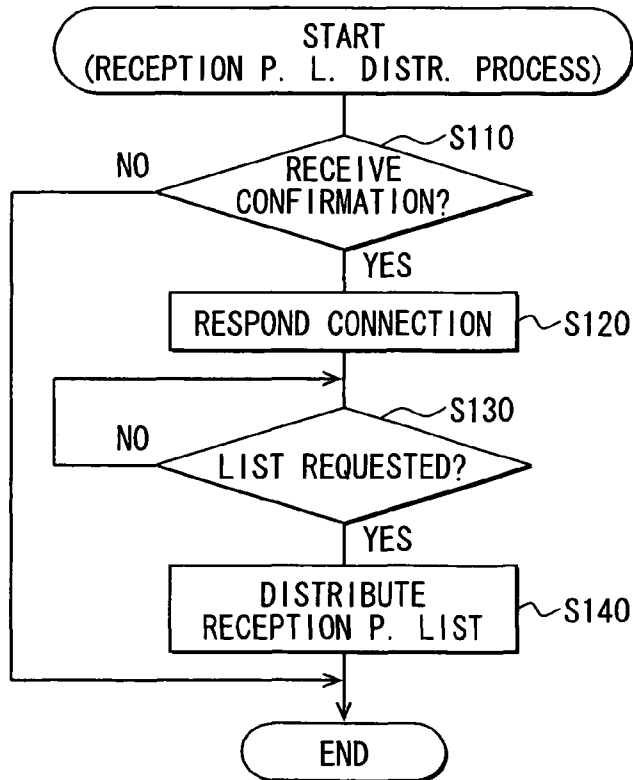 START
(RECEPTION P. L. DISTR. PROCESS)
S110
NO
RECEIVE
CONFIRMATION?
YES
RESPOND CONNECTION
S120
S130
NO
LIST REQUESTED?
YES
DISTRIBUTE
RECEPTION P. LIST
S140
END